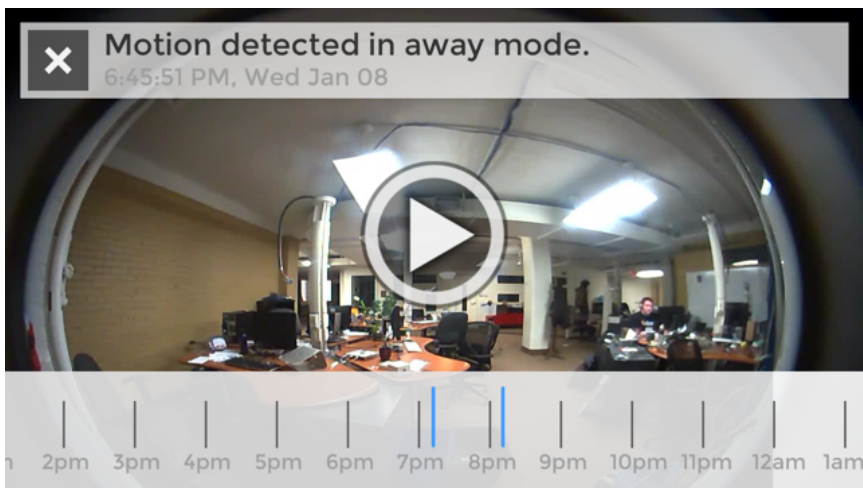 Motion detected in away mode.
6:45:51 PM, Wed Jan 08
2pm 3pm 4pm 5pm 6pm 7pm 8pm 9pm 10pm 11pm 12am 1am